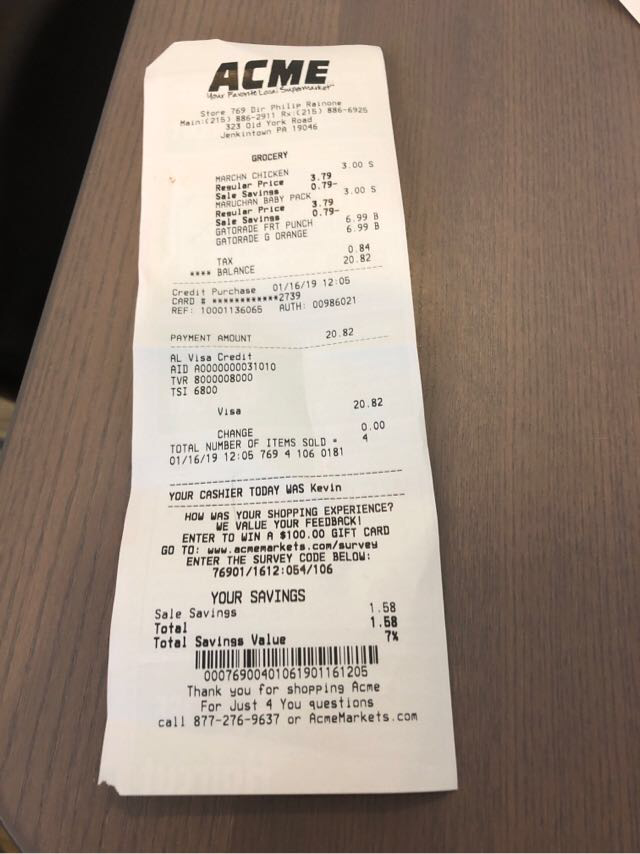 ACME
Your Favorite Local Supermarket
Store 769 Dir Philip Rainone
Main:(215) 886-2911 Rx:(215) 886-6925
323 Old York Road
Jenkintown PA 19046
GROCERY
MARCHN CHICKEN 3.00 S
Regular Price 3.79
Sale Savings 0.79-
MARUCHAN BABY PACK 3.00 S
Regular Price 3.79
Sale Savings 0.79-
GATORADE FRT PUNCH 6.99 B
GATORADE G ORANGE 6.99 B
TAX 0.84
**** BALANCE 20.82
Credit Purchase 01/16/19 12:05
CARD # ************2739
REF: 10001136065 AUTH: 00986021
PAYMENT AMOUNT 20.82
AL Visa Credit
AID A0000000031010
TVR 8000008000
TSI 6800
Visa 20.82
CHANGE 0.00
TOTAL NUMBER OF ITEMS SOLD = 4
01/16/19 12:05 769 4 106 0181
YOUR CASHIER TODAY WAS Kevin
HOW WAS YOUR SHOPPING EXPERIENCE?
WE VALUE YOUR FEEDBACK!
ENTER TO WIN A $100.00 GIFT CARD
GO TO: www.acmemarkets.com/survey
ENTER THE SURVEY CODE BELOW:
76901/1612:054/106
YOUR SAVINGS
Sale Savings 1.58
Total 1.58
Total Savings Value 7%
00076900401061901161205
Thank you for shopping Acme
For Just 4 You questions
call 877-276-9637 or AcmeMarkets.com